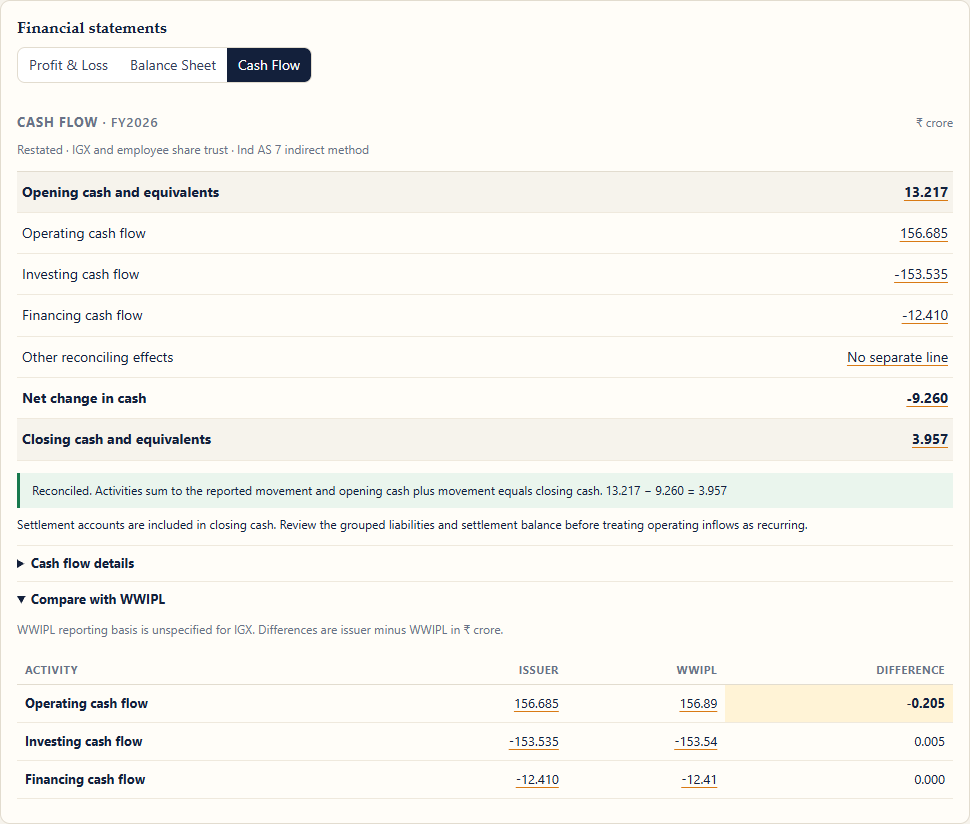 Financial statements
Profit & Loss Balance Sheet Cash Flow
CASH FLOW · FY2026 ₹ crore
Restated · IGX and employee share trust · Ind AS 7 indirect method
Opening cash and equivalents 13.217
Operating cash flow 156.685
Investing cash flow -153.535
Financing cash flow -12.410
Other reconciling effects No separate line
Net change in cash -9.260
Closing cash and equivalents 3.957
Reconciled. Activities sum to the reported movement and opening cash plus movement equals closing cash. 13.217 − 9.260 = 3.957
Settlement accounts are included in closing cash. Review the grouped liabilities and settlement balance before treating operating inflows as recurring.
Cash flow details
Compare with WWIPL
WWIPL reporting basis is unspecified for IGX. Differences are issuer minus WWIPL in ₹ crore.
ACTIVITY ISSUER WWIPL DIFFERENCE
Operating cash flow 156.685 156.89 -0.205
Investing cash flow -153.535 -153.54 0.005
Financing cash flow -12.410 -12.41 0.000